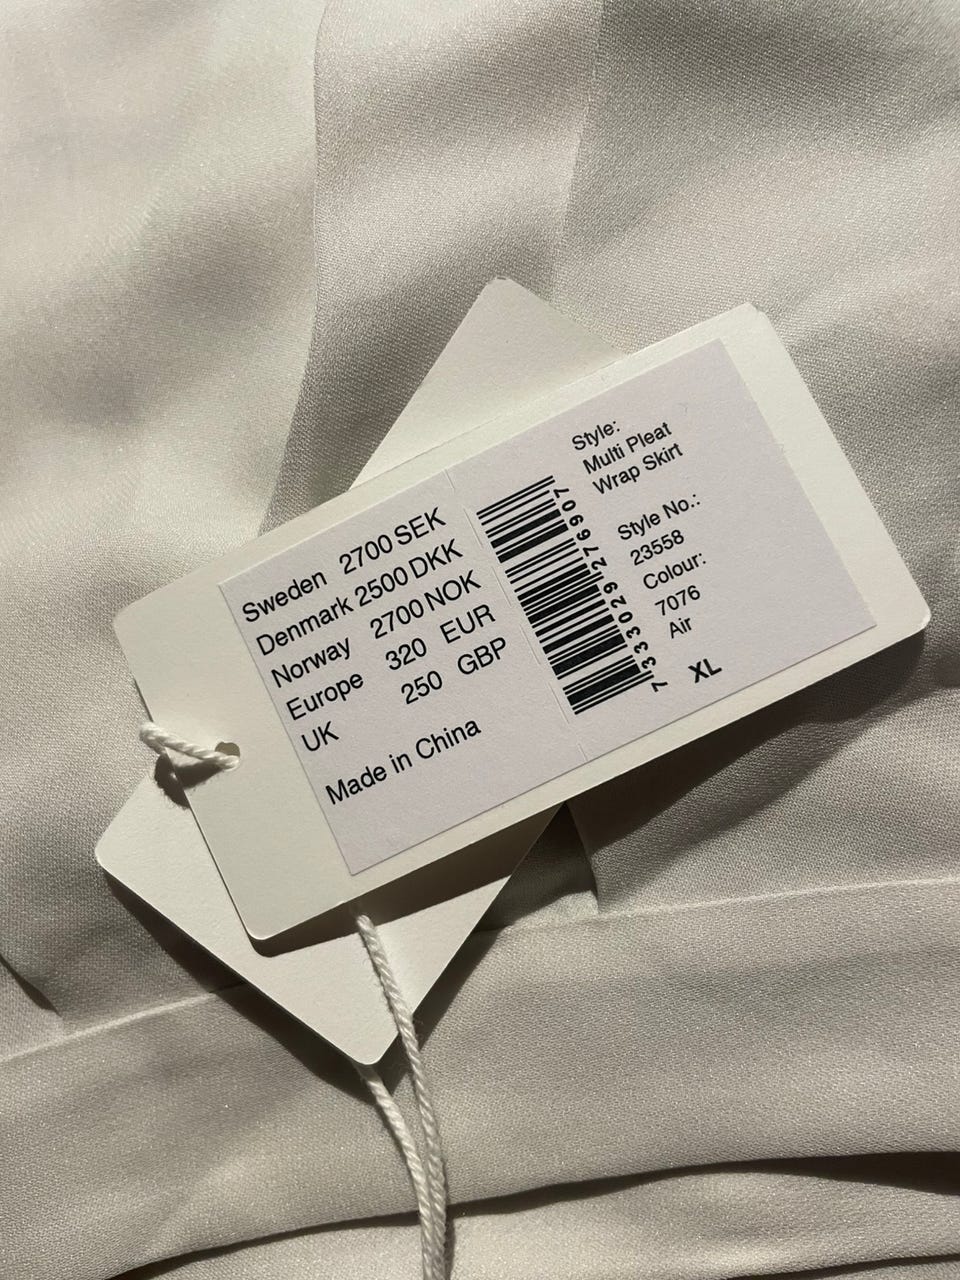 Sweden 2700 SEK
Denmark 2500 DKK
Norway 2700 NOK
Europe 320 EUR
UK 250 GBP
Made in China
7333029276907
Style:
Multi Pleat
Wrap Skirt
Style No.:
23558
Colour:
7076
Air
XL